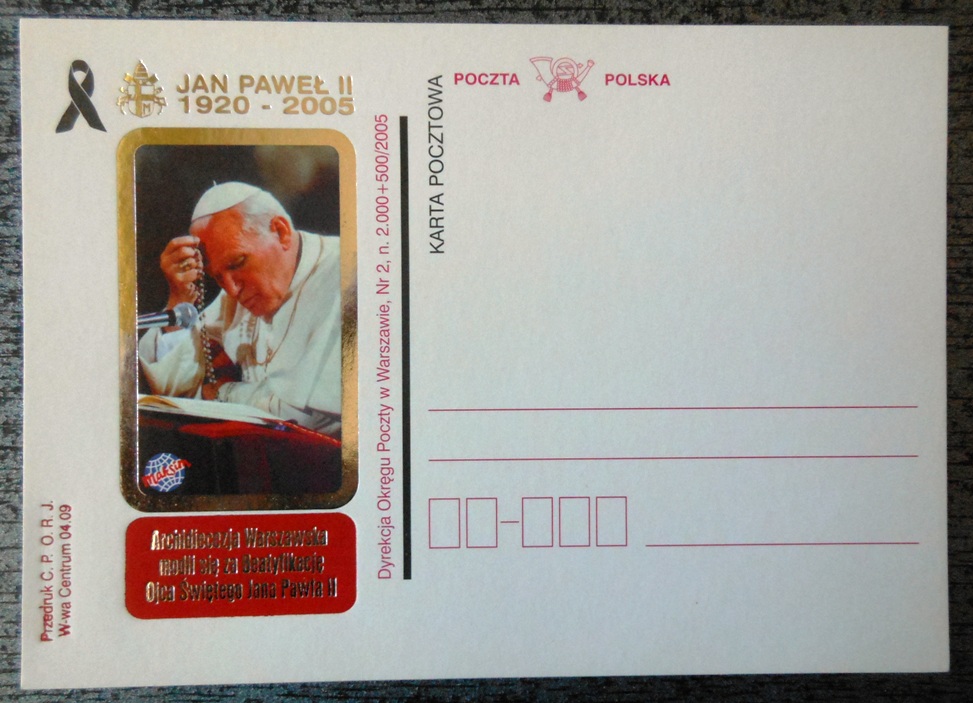 JAN PAWEŁ II
1920 - 2005
maksim
Archidiecezja Warszawska
modli się za Beatyfikację
Ojca Świętego Jana Pawła II
Przedruk C. P. O. R. J.
W-wa Centrum 04.09
Dyrekcja Okręgu Poczty w Warszawie, Nr 2, n. 2.000+500/2005
KARTA POCZTOWA
POCZTA POLSKA